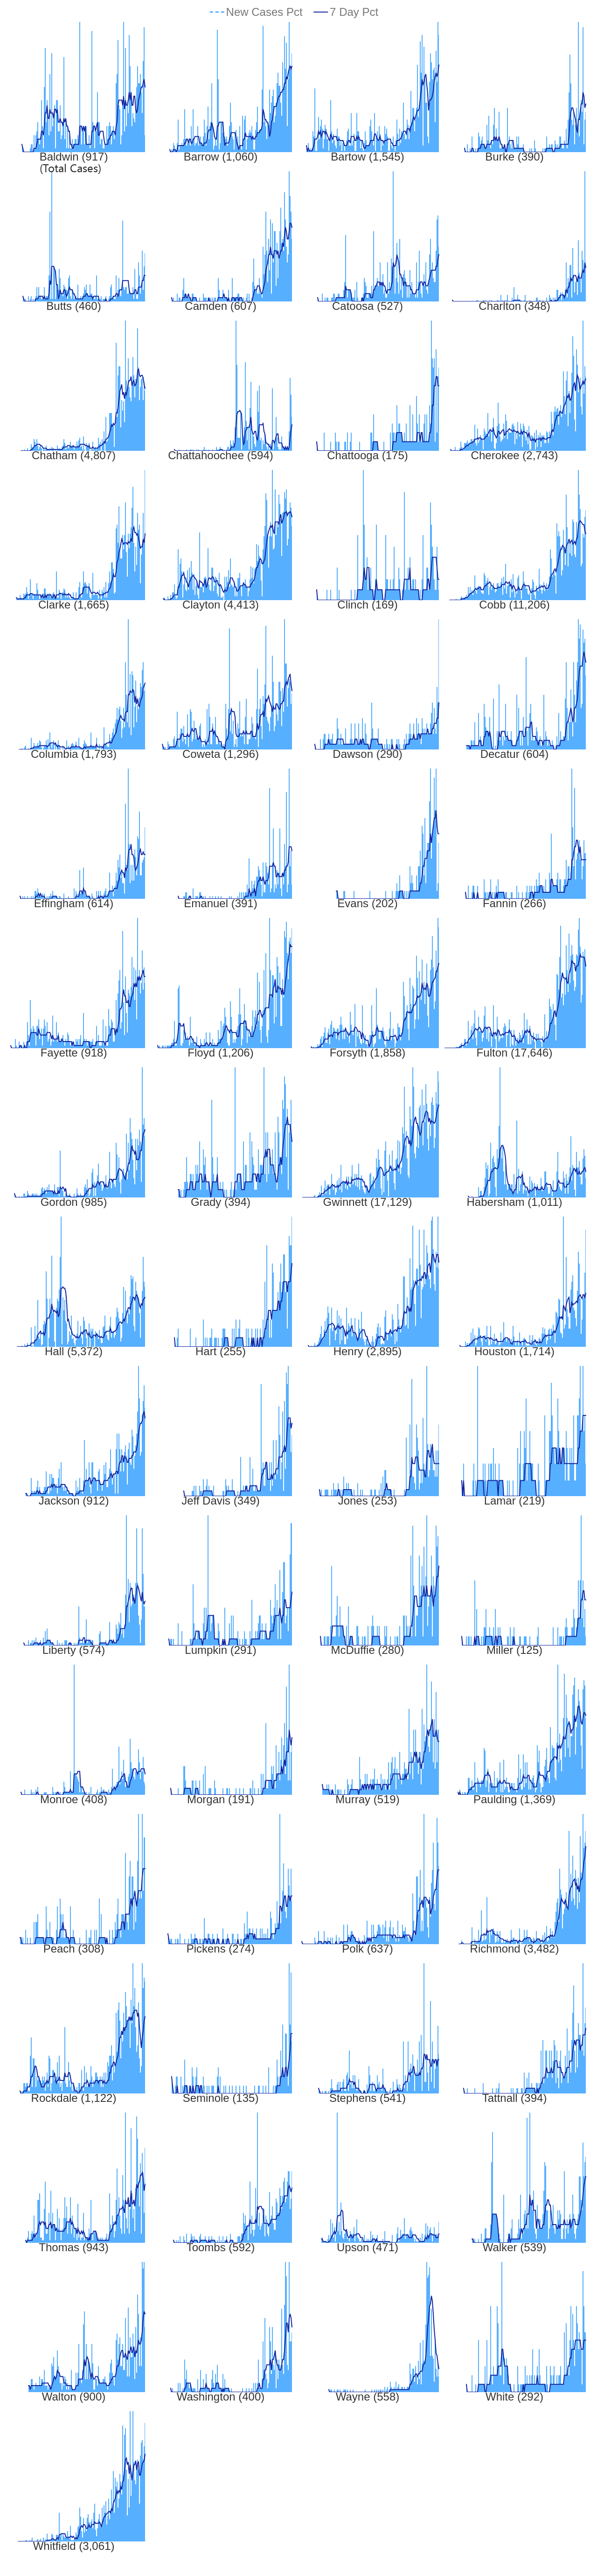 New Cases Pct 7 Day Pct
Baldwin (917) Barrow (1,060) Bartow (1,545) Burke (390)
(Total Cases)
Butts (460) Camden (607) Catoosa (527) Charlton (348)
Chatham (4,807) Chattahoochee (594) Chattooga (175) Cherokee (2,743)
Clarke (1,665) Clayton (4,413) Clinch (169) Cobb (11,206)
Columbia (1,793) Coweta (1,296) Dawson (290) Decatur (604)
Effingham (614) Emanuel (391) Evans (202) Fannin (266)
Fayette (918) Floyd (1,206) Forsyth (1,858) Fulton (17,646)
Gordon (985) Grady (394) Gwinnett (17,129) Habersham (1,011)
Hall (5,372) Hart (255) Henry (2,895) Houston (1,714)
Jackson (912) Jeff Davis (349) Jones (253) Lamar (219)
Liberty (574) Lumpkin (291) McDuffie (280) Miller (125)
Monroe (408) Morgan (191) Murray (519) Paulding (1,369)
Peach (308) Pickens (274) Polk (637) Richmond (3,482)
Rockdale (1,122) Seminole (135) Stephens (541) Tattnall (394)
Thomas (943) Toombs (592) Upson (471) Walker (539)
Walton (900) Washington (400) Wayne (558) White (292)
Whitfield (3,061)